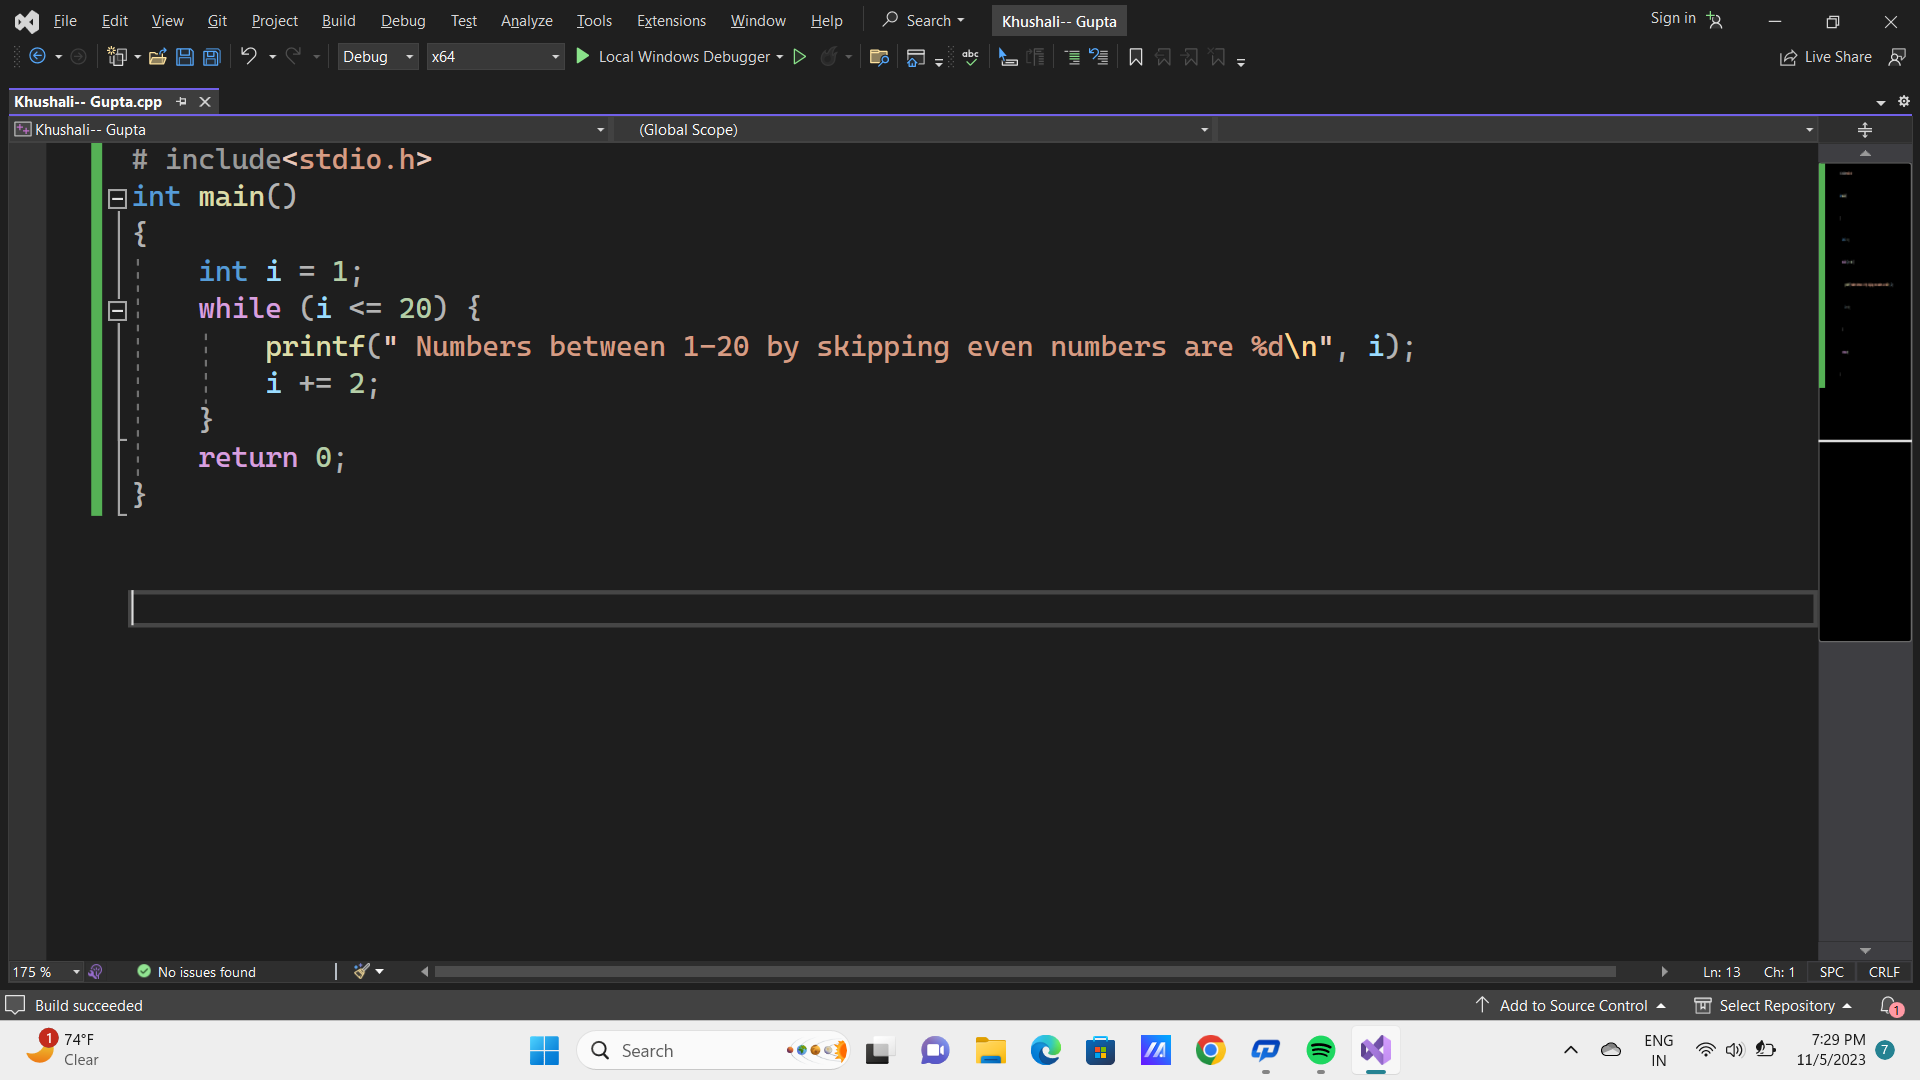 File Edit View Git Project Build Debug Test Analyze Tools Extensions Window Help Search Khushali-- Gupta Sign in
Debug x64 Local Windows Debugger abc Live Share
Khushali-- Gupta.cpp
Khushali-- Gupta (Global Scope)
# include<stdio.h>
int main()
{
int i = 1;
while (i <= 20) {
printf(" Numbers between 1-20 by skipping even numbers are %d\n", i);
i += 2;
}
return 0;
}
175 % No issues found Ln: 13 Ch: 1 SPC CRLF
Build succeeded Add to Source Control Select Repository 1
1 74°F
Clear
Search
ENG
IN
7:29 PM
11/5/2023
7